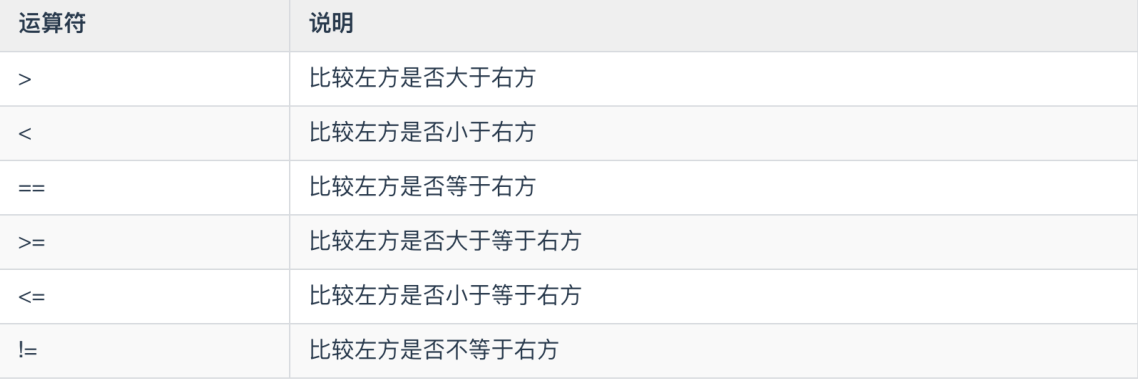 运算符 说明
> 比较左方是否大于右方
< 比较左方是否小于右方
== 比较左方是否等于右方
>= 比较左方是否大于等于右方
<= 比较左方是否小于等于右方
!= 比较左方是否不等于右方